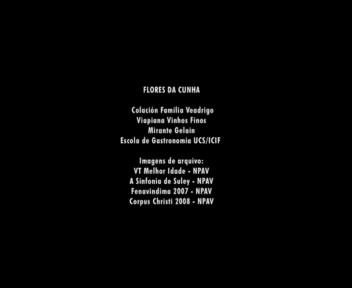 FLORES DA CUNHA
Colución Família Veadrigo
Viapiana Vinhos Finos
Mirante Gelain
Escola de Gastronomia UCS/ICIF
Imagens de arquivo:
VT Melhor Idade - NPAV
A Sinfonia de Suley - NPAV
Fenavindima 2007 - NPAV
Corpus Christi 2008 - NPAV